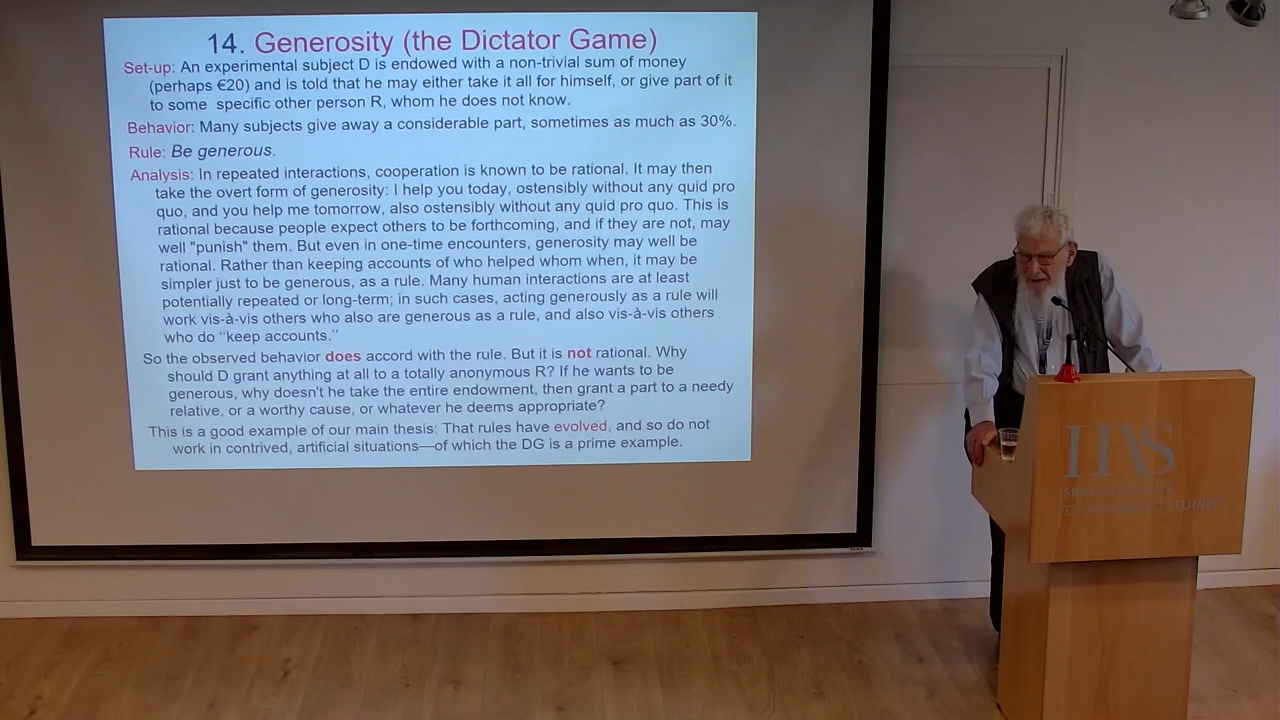 14. Generosity (the Dictator Game)
Set-up: An experimental subject D is endowed with a non-trivial sum of money
(perhaps €20) and is told that he may either take it all for himself, or give part of it
to some specific other person R, whom he does not know.
Behavior: Many subjects give away a considerable part, sometimes as much as 30%.
Rule: Be generous.
Analysis: In repeated interactions, cooperation is known to be rational. It may then
take the overt form of generosity: I help you today, ostensibly without any quid pro
quo, and you help me tomorrow, also ostensibly without any quid pro quo. This is
rational because people expect others to be forthcoming, and if they are not, may
well "punish" them. But even in one-time encounters, generosity may well be
rational. Rather than keeping accounts of who helped whom when, it may be
simpler just to be generous, as a rule. Many human interactions are at least
potentially repeated or long-term; in such cases, acting generously as a rule will
work vis-à-vis others who also are generous as a rule, and also vis-à-vis others
who do “keep accounts.”
So the observed behavior does accord with the rule. But it is not rational. Why
should D grant anything at all to a totally anonymous R? If he wants to be
generous, why doesn't he take the entire endowment, then grant a part to a needy
relative, or a worthy cause, or whatever he deems appropriate?
This is a good example of our main thesis: That rules have evolved, and so do not
work in contrived, artificial situations—of which the DG is a prime example.
IIAS
ISRAEL INSTITUTE
FOR ADVANCED STUDIES